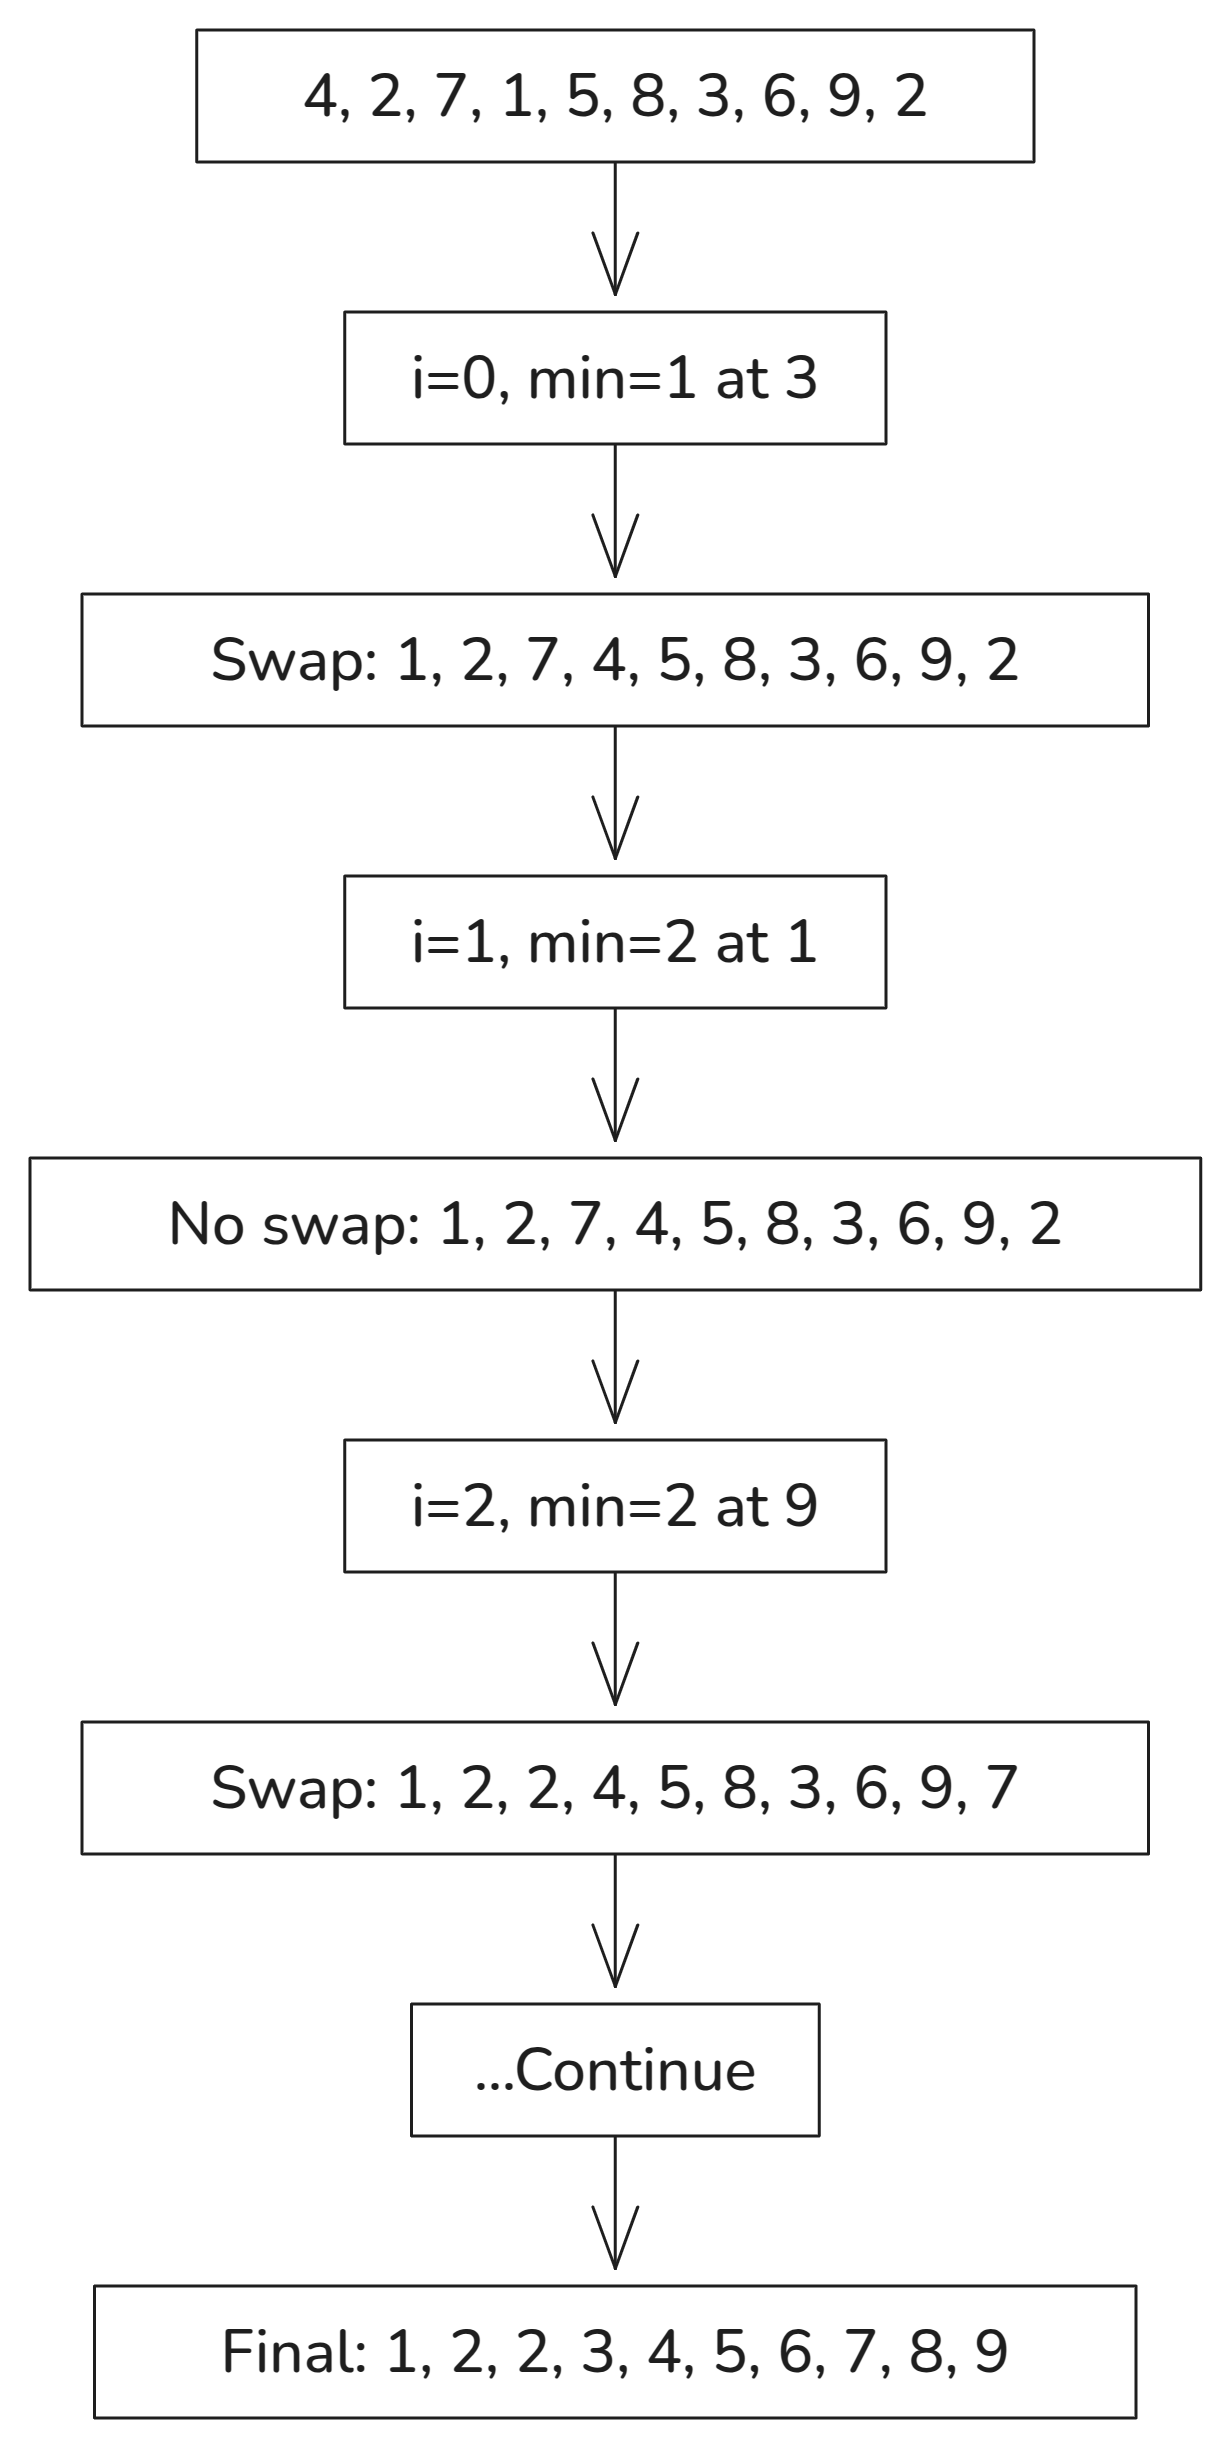 4, 2, 7, 1, 5, 8, 3, 6, 9, 2
i=0, min=1 at 3
Swap: 1, 2, 7, 4, 5, 8, 3, 6, 9, 2
i=1, min=2 at 1
No swap: 1, 2, 7, 4, 5, 8, 3, 6, 9, 2
i=2, min=2 at 9
Swap: 1, 2, 2, 4, 5, 8, 3, 6, 9, 7
...Continue
Final: 1, 2, 2, 3, 4, 5, 6, 7, 8, 9